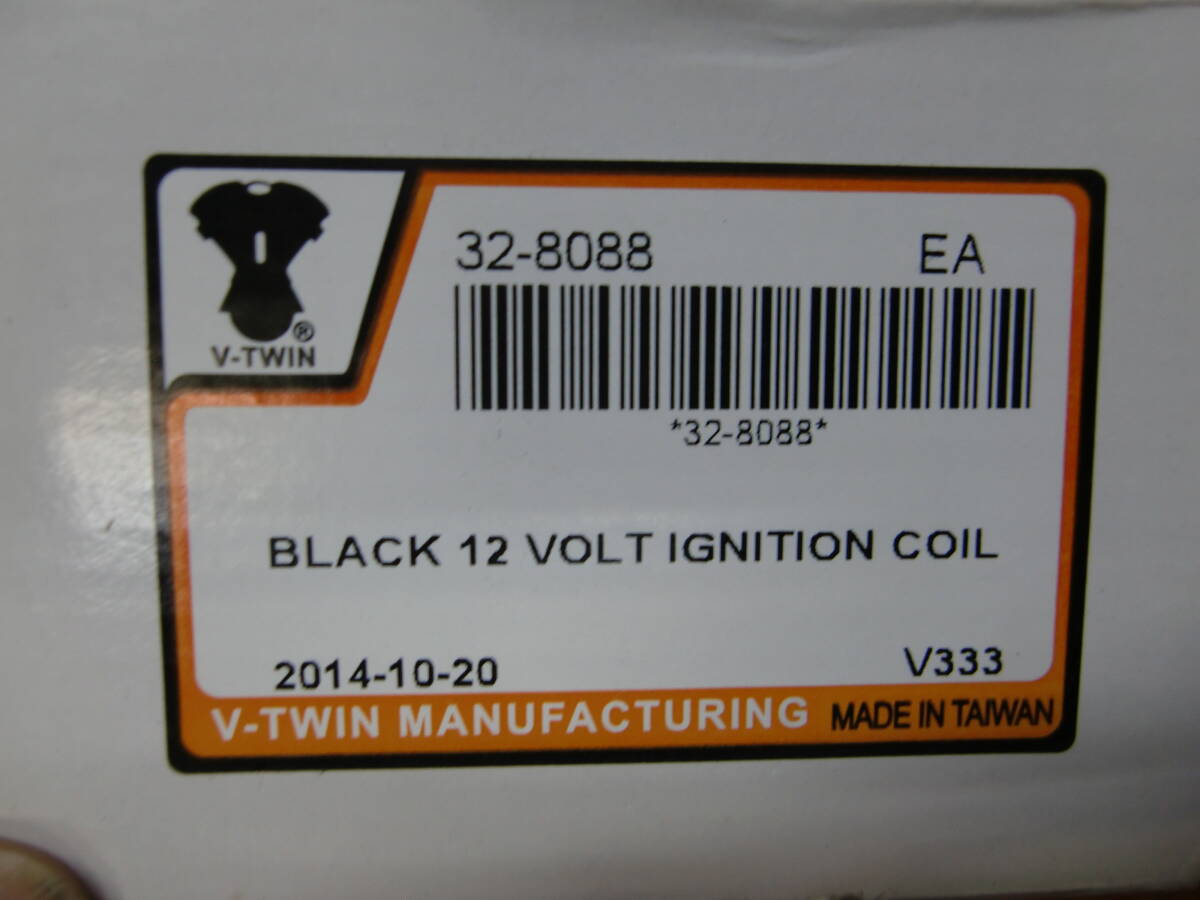 32-8088 EA
*32-8088*
®
V-TWIN
BLACK 12 VOLT IGNITION COIL
2014-10-20 V333
V-TWIN MANUFACTURING MADE IN TAIWAN